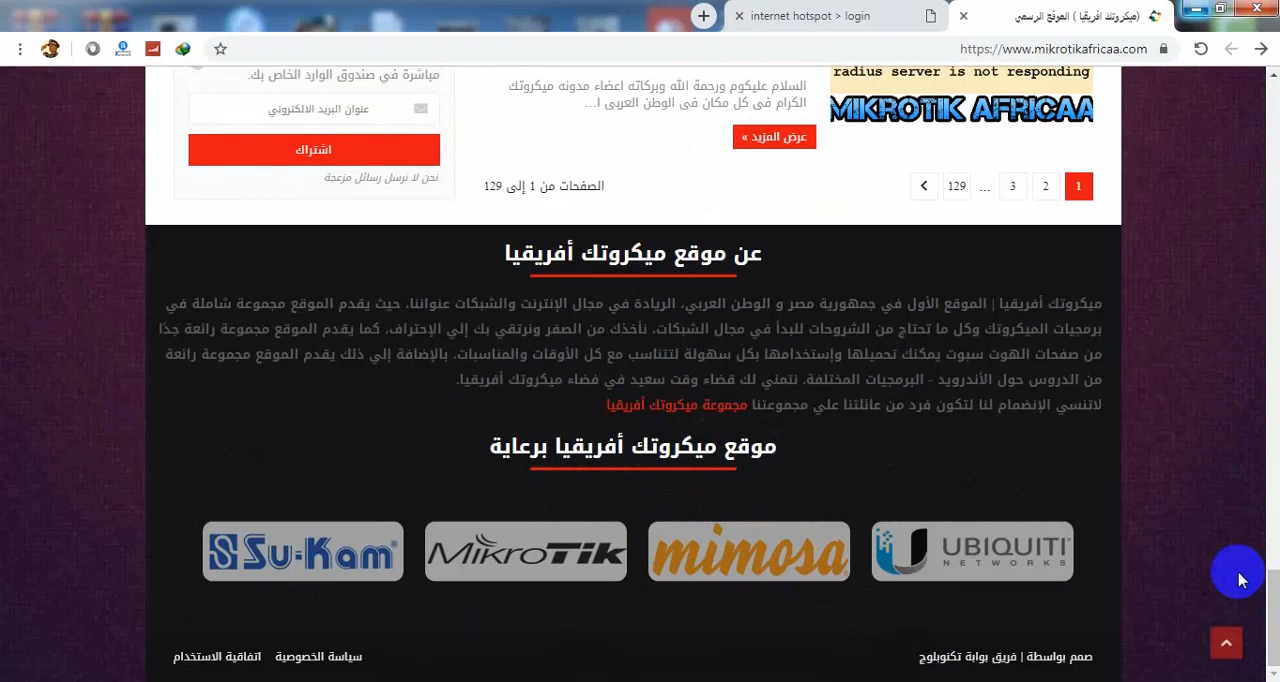 internet hotspot > login
(ميكروتك افريقيا ) الموقع الرسمي
https://www.mikrotikafricaa.com
radius server is not responding
MIKROTIK AFRICAA
السلام عليكوم ورحمة الله وبركاته اعضاء مدونه ميكروتك
الكرام فى كل مكان فى الوطن العربى ا...
عرض المزيد »
مباشرة في صندوق الوارد الخاص بك.
عنوان البريد الالكتروني
اشتراك
نحن لا نرسل رسائل مزعجة
1
2
3
...
129
الصفحات من 1 إلى 129
عن موقع ميكروتك أفريقيا
ميكروتك أفريقيا | الموقع الأول في جمهورية مصر و الوطن العربي، الريادة في مجال الإنترنت والشبكات عنواننا، حيث يقدم الموقع مجموعة شاملة في
برمجيات الميكروتك وكل ما تحتاج من الشروحات للبدأ في مجال الشبكات، نأخذك من الصفر ونرتقي بك إلي الإحتراف، كما يقدم الموقع مجموعة رائعة جدًا
من صفحات الهوت سبوت يمكنك تحميلها وإستخدامها بكل سهولة لتتناسب مع كل الأوقات والمناسبات، بالإضافة إلي ذلك يقدم الموقع مجموعة رائعة
من الدروس حول الأندرويد - البرمجيات المختلفة. نتمني لك قضاء وقت سعيد في فضاء ميكروتك أفريقيا.
لاتنسي الإنضمام لنا لتكون فرد من عائلتنا علي مجموعتنا مجموعة ميكروتك أفريقيا
موقع ميكروتك أفريقيا برعاية
UBIQUITI
NETWORKS
mimosa
MikroTik
Su-Kam
صمم بواسطة | فريق بوابة تكنوبلوج
سياسة الخصوصية
اتفاقية الاستخدام